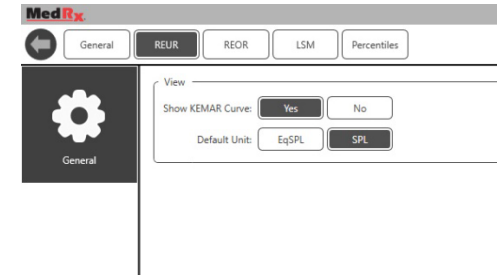 MedRx
General REUR REOR LSM Percentiles
View
Show KEMAR Curve: Yes No
Default Unit: EqSPL SPL
General